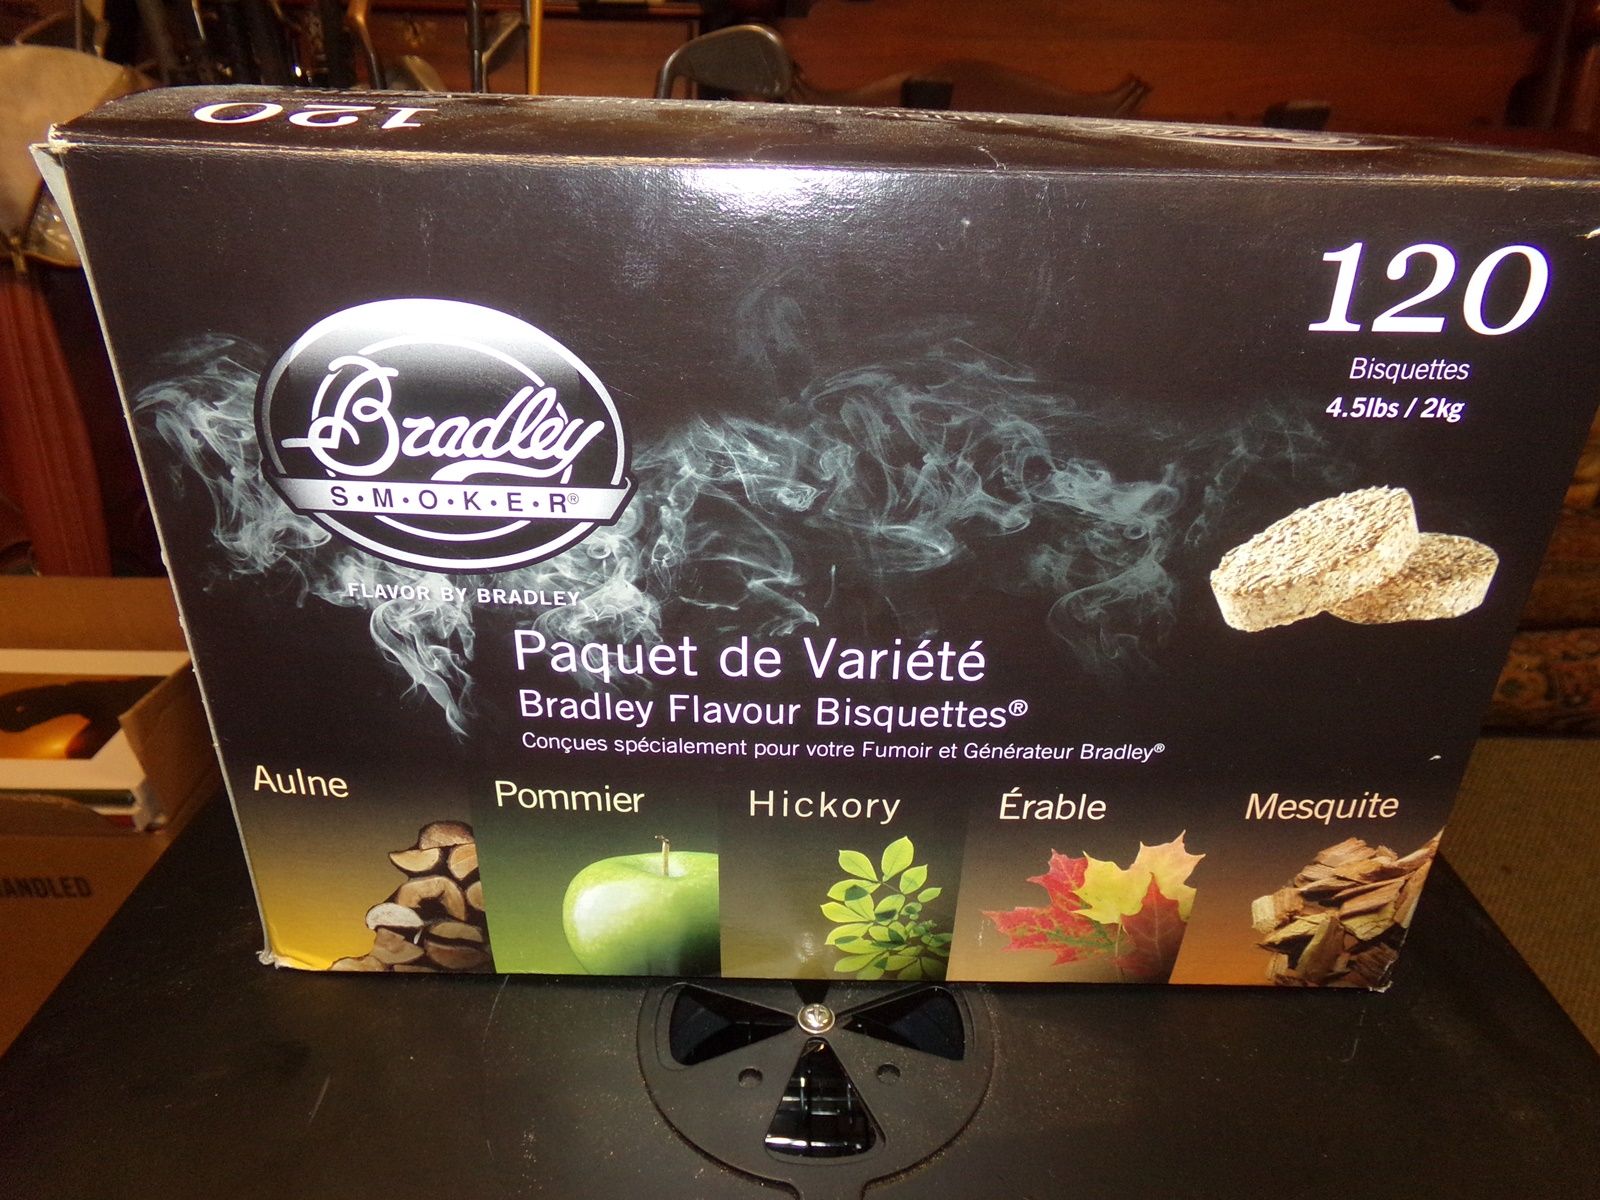 120
120
Bisquettes
4.5lbs / 2kg
Bradley
S·M·O·K·E·R®
FLAVOR BY BRADLEY
Paquet de Variété
Bradley Flavour Bisquettes®
Conçues spécialement pour votre Fumoir et Générateur Bradley®
Aulne
Pommier
Hickory
Érable
Mesquite
ANDLED